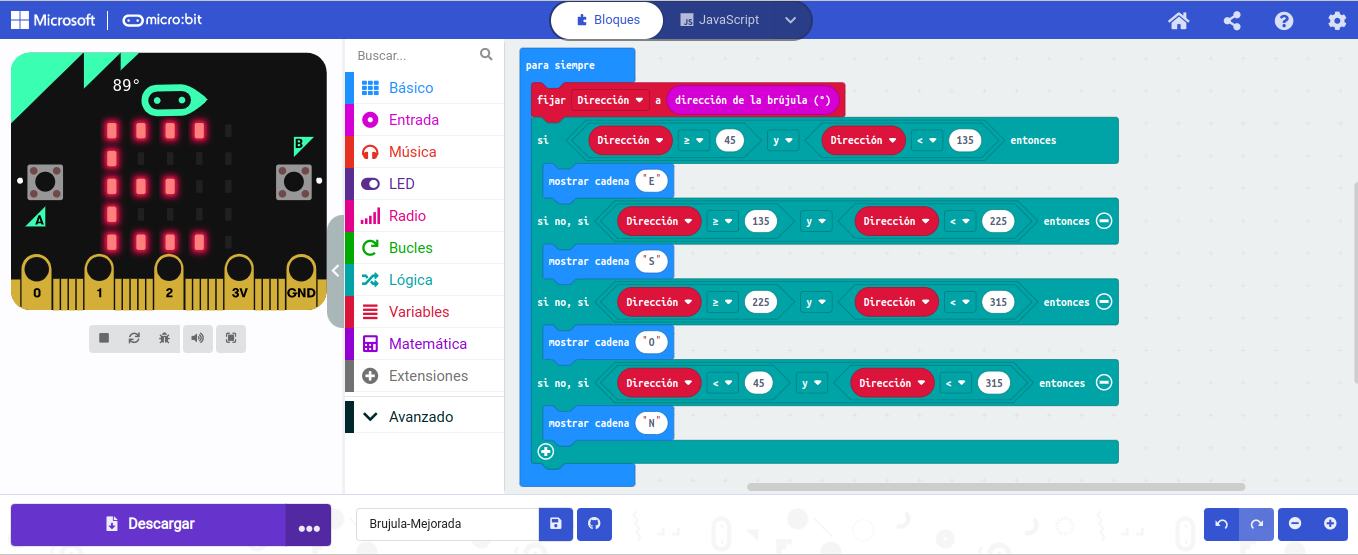 Microsoft | micro:bit
Bloques
JS JavaScript
89°
B
A
0 1 2 3V GND
Buscar...
Básico
Entrada
Música
LED
Radio
Bucles
Lógica
Variables
Matemática
Extensiones
Avanzado
para siempre
fijar Dirección a dirección de la brújula (°)
si Dirección ≥ 45 y Dirección < 135 entonces
mostrar cadena "E"
si no, si Dirección ≥ 135 y Dirección < 225 entonces
mostrar cadena "S"
si no, si Dirección ≥ 225 y Dirección < 315 entonces
mostrar cadena "O"
si no, si Dirección < 45 y Dirección < 315 entonces
mostrar cadena "N"
Descargar
Brujula-Mejorada